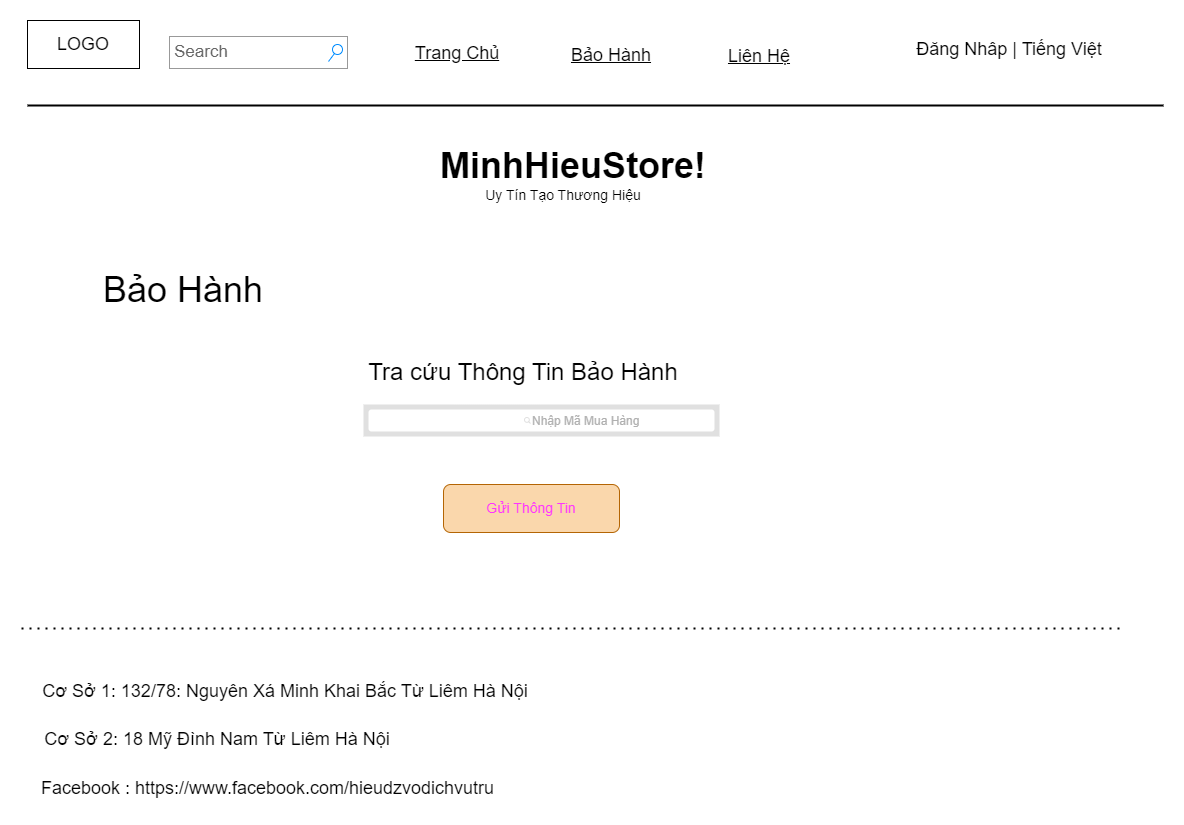 LOGO
Search
Trang Chủ
Bảo Hành
Liên Hệ
Đăng Nhâp | Tiếng Việt
MinhHieuStore!
Uy Tín Tạo Thương Hiệu
Bảo Hành
Tra cứu Thông Tin Bảo Hành
Nhập Mã Mua Hàng
Gửi Thông Tin
Cơ Sở 1: 132/78: Nguyên Xá Minh Khai Bắc Từ Liêm Hà Nội
Cơ Sở 2: 18 Mỹ Đình Nam Từ Liêm Hà Nội
Facebook : https://www.facebook.com/hieudzvodichvutru